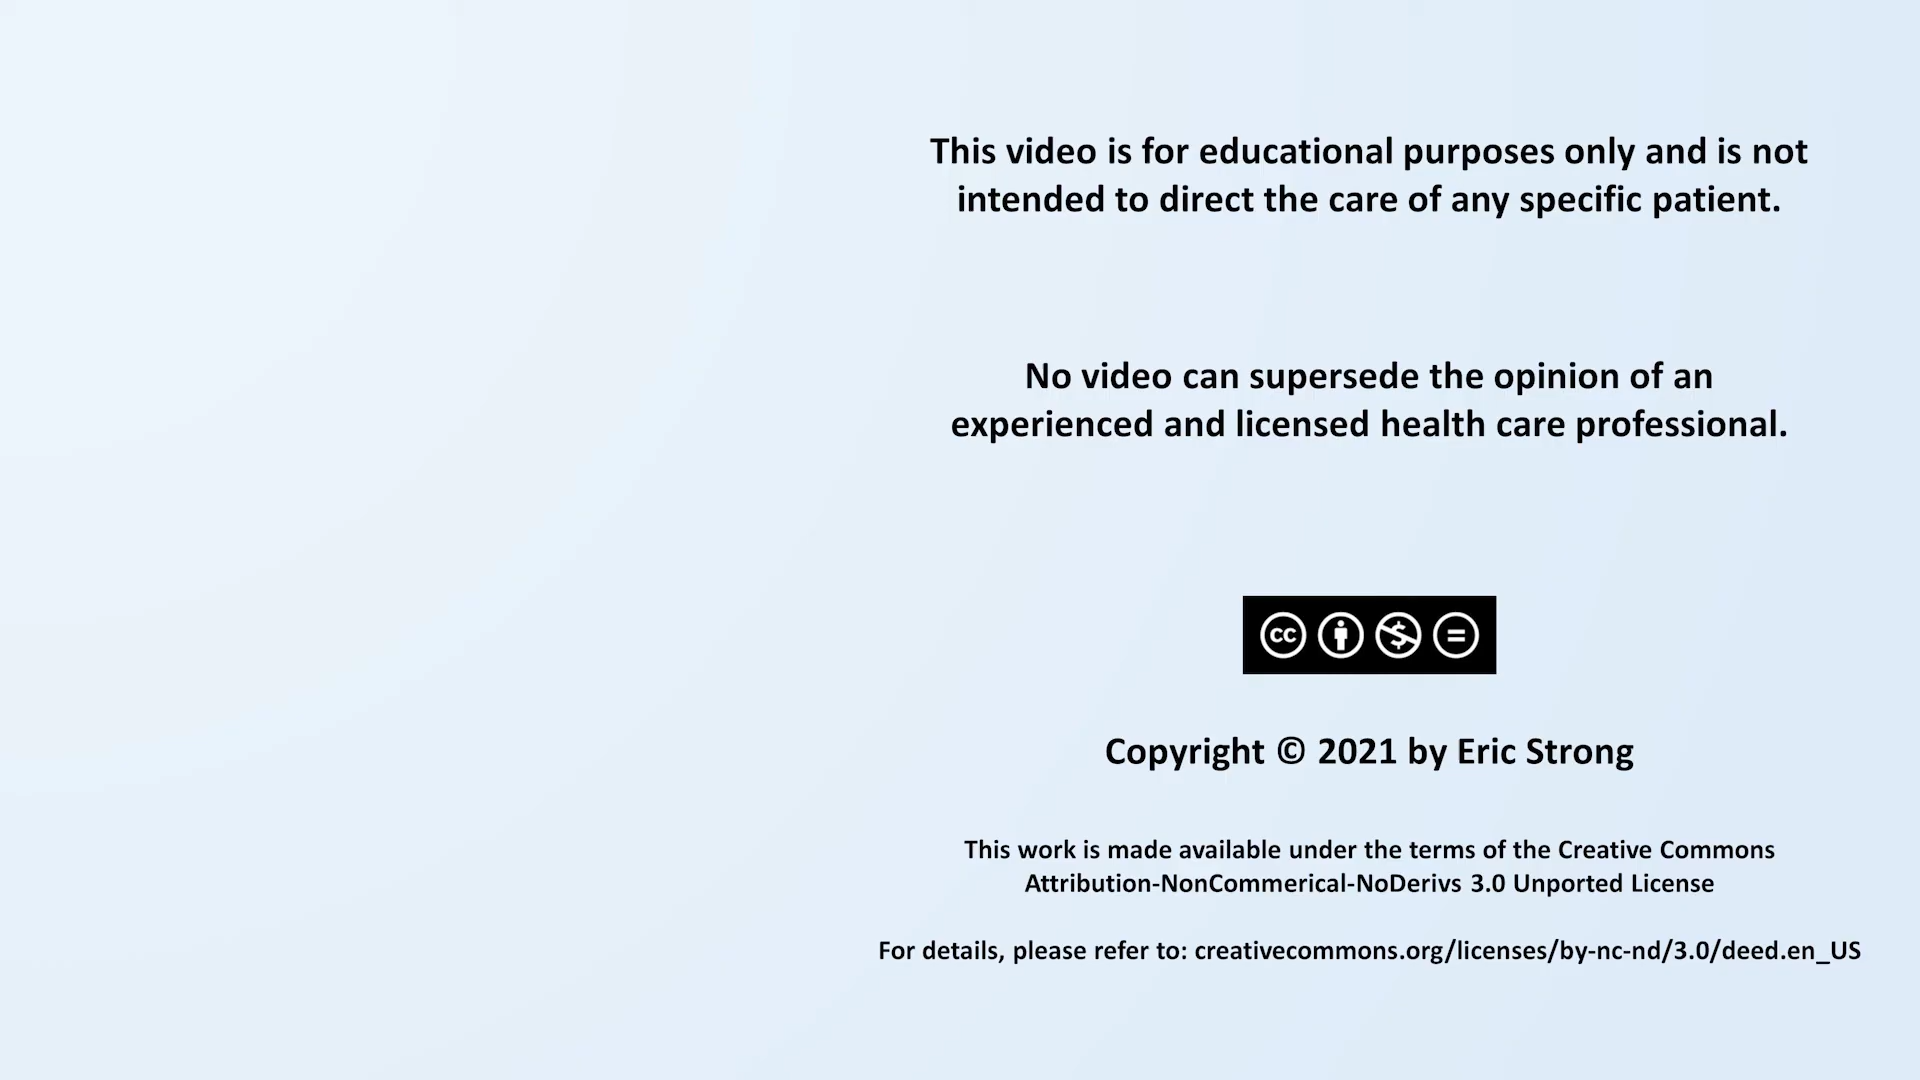 This video is for educational purposes only and is not
intended to direct the care of any specific patient.
No video can supersede the opinion of an
experienced and licensed health care professional.
cc $ =
Copyright © 2021 by Eric Strong
This work is made available under the terms of the Creative Commons
Attribution-NonCommerical-NoDerivs 3.0 Unported License
For details, please refer to: creativecommons.org/licenses/by-nc-nd/3.0/deed.en_US